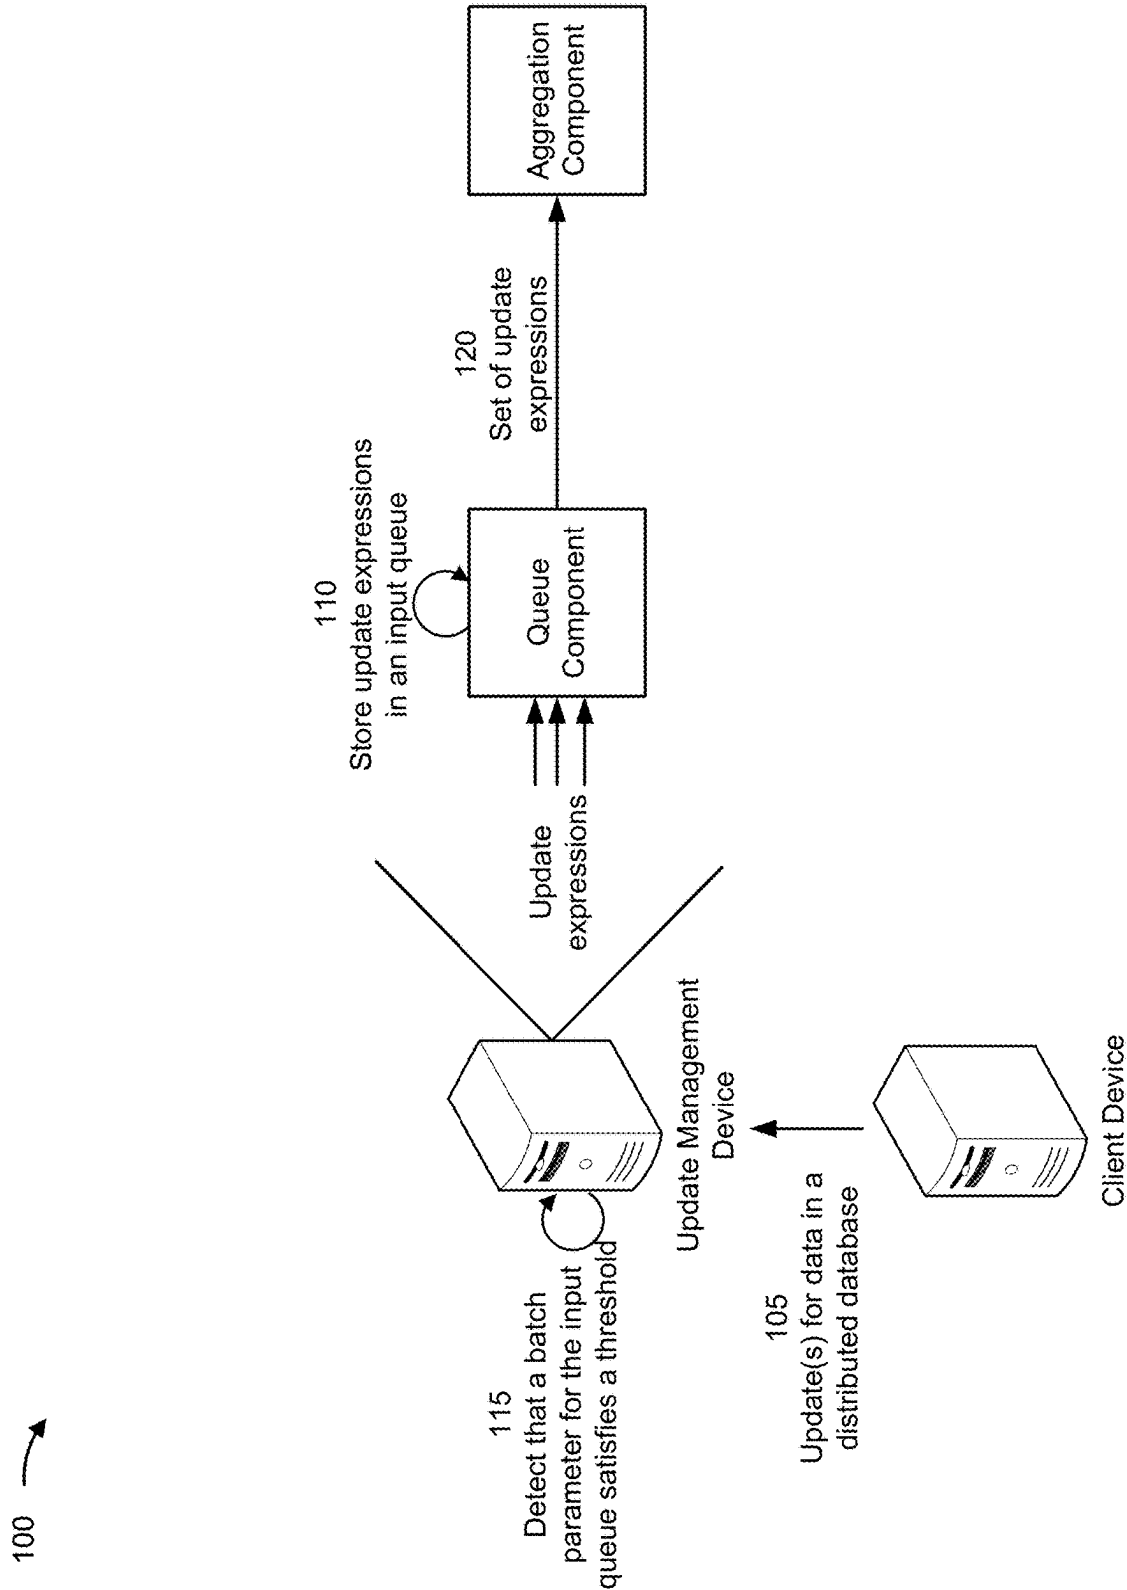 100
115
Detect that a batch
parameter for the input
queue satisfies a threshold
105
Update(s) for data in a
distributed database
Update Management
Device
Client Device
Update
expressions
110
Store update expressions
in an input queue
Queue
Component
120
Set of update
expressions
Aggregation
Component